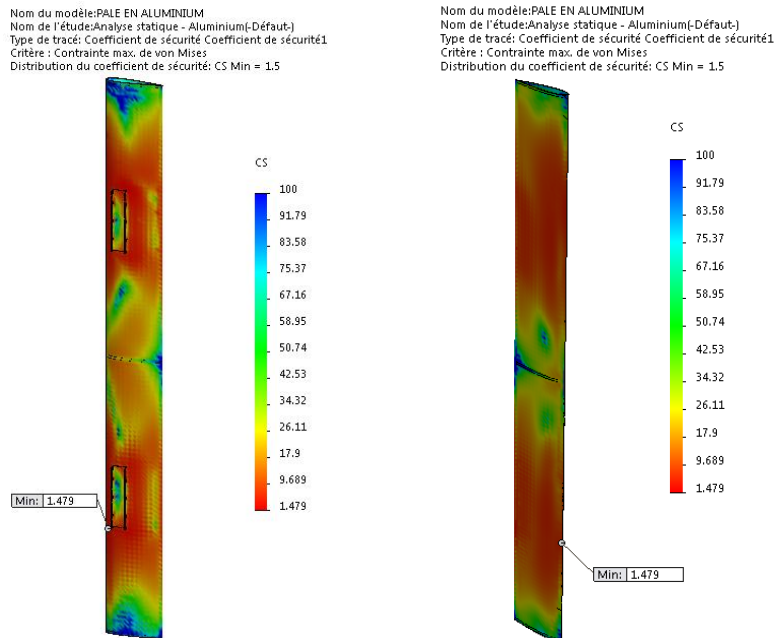 Nom du modèle:PALE EN ALUMINIUM
Nom de l'étude:Analyse statique - Aluminium(-Défaut-)
Type de tracé: Coefficient de sécurité Coefficient de sécurité1
Critère : Contrainte max. de von Mises
Distribution du coefficient de sécurité: CS Min = 1.5
CS
100
91.79
83.58
75.37
67.16
58.95
50.74
42.53
34.32
26.11
17.9
9.689
1.479
Min: 1.479
Nom du modèle:PALE EN ALUMINIUM
Nom de l'étude:Analyse statique - Aluminium(-Défaut-)
Type de tracé: Coefficient de sécurité Coefficient de sécurité1
Critère : Contrainte max. de von Mises
Distribution du coefficient de sécurité: CS Min = 1.5
CS
100
91.79
83.58
75.37
67.16
58.95
50.74
42.53
34.32
26.11
17.9
9.689
1.479
Min: 1.479